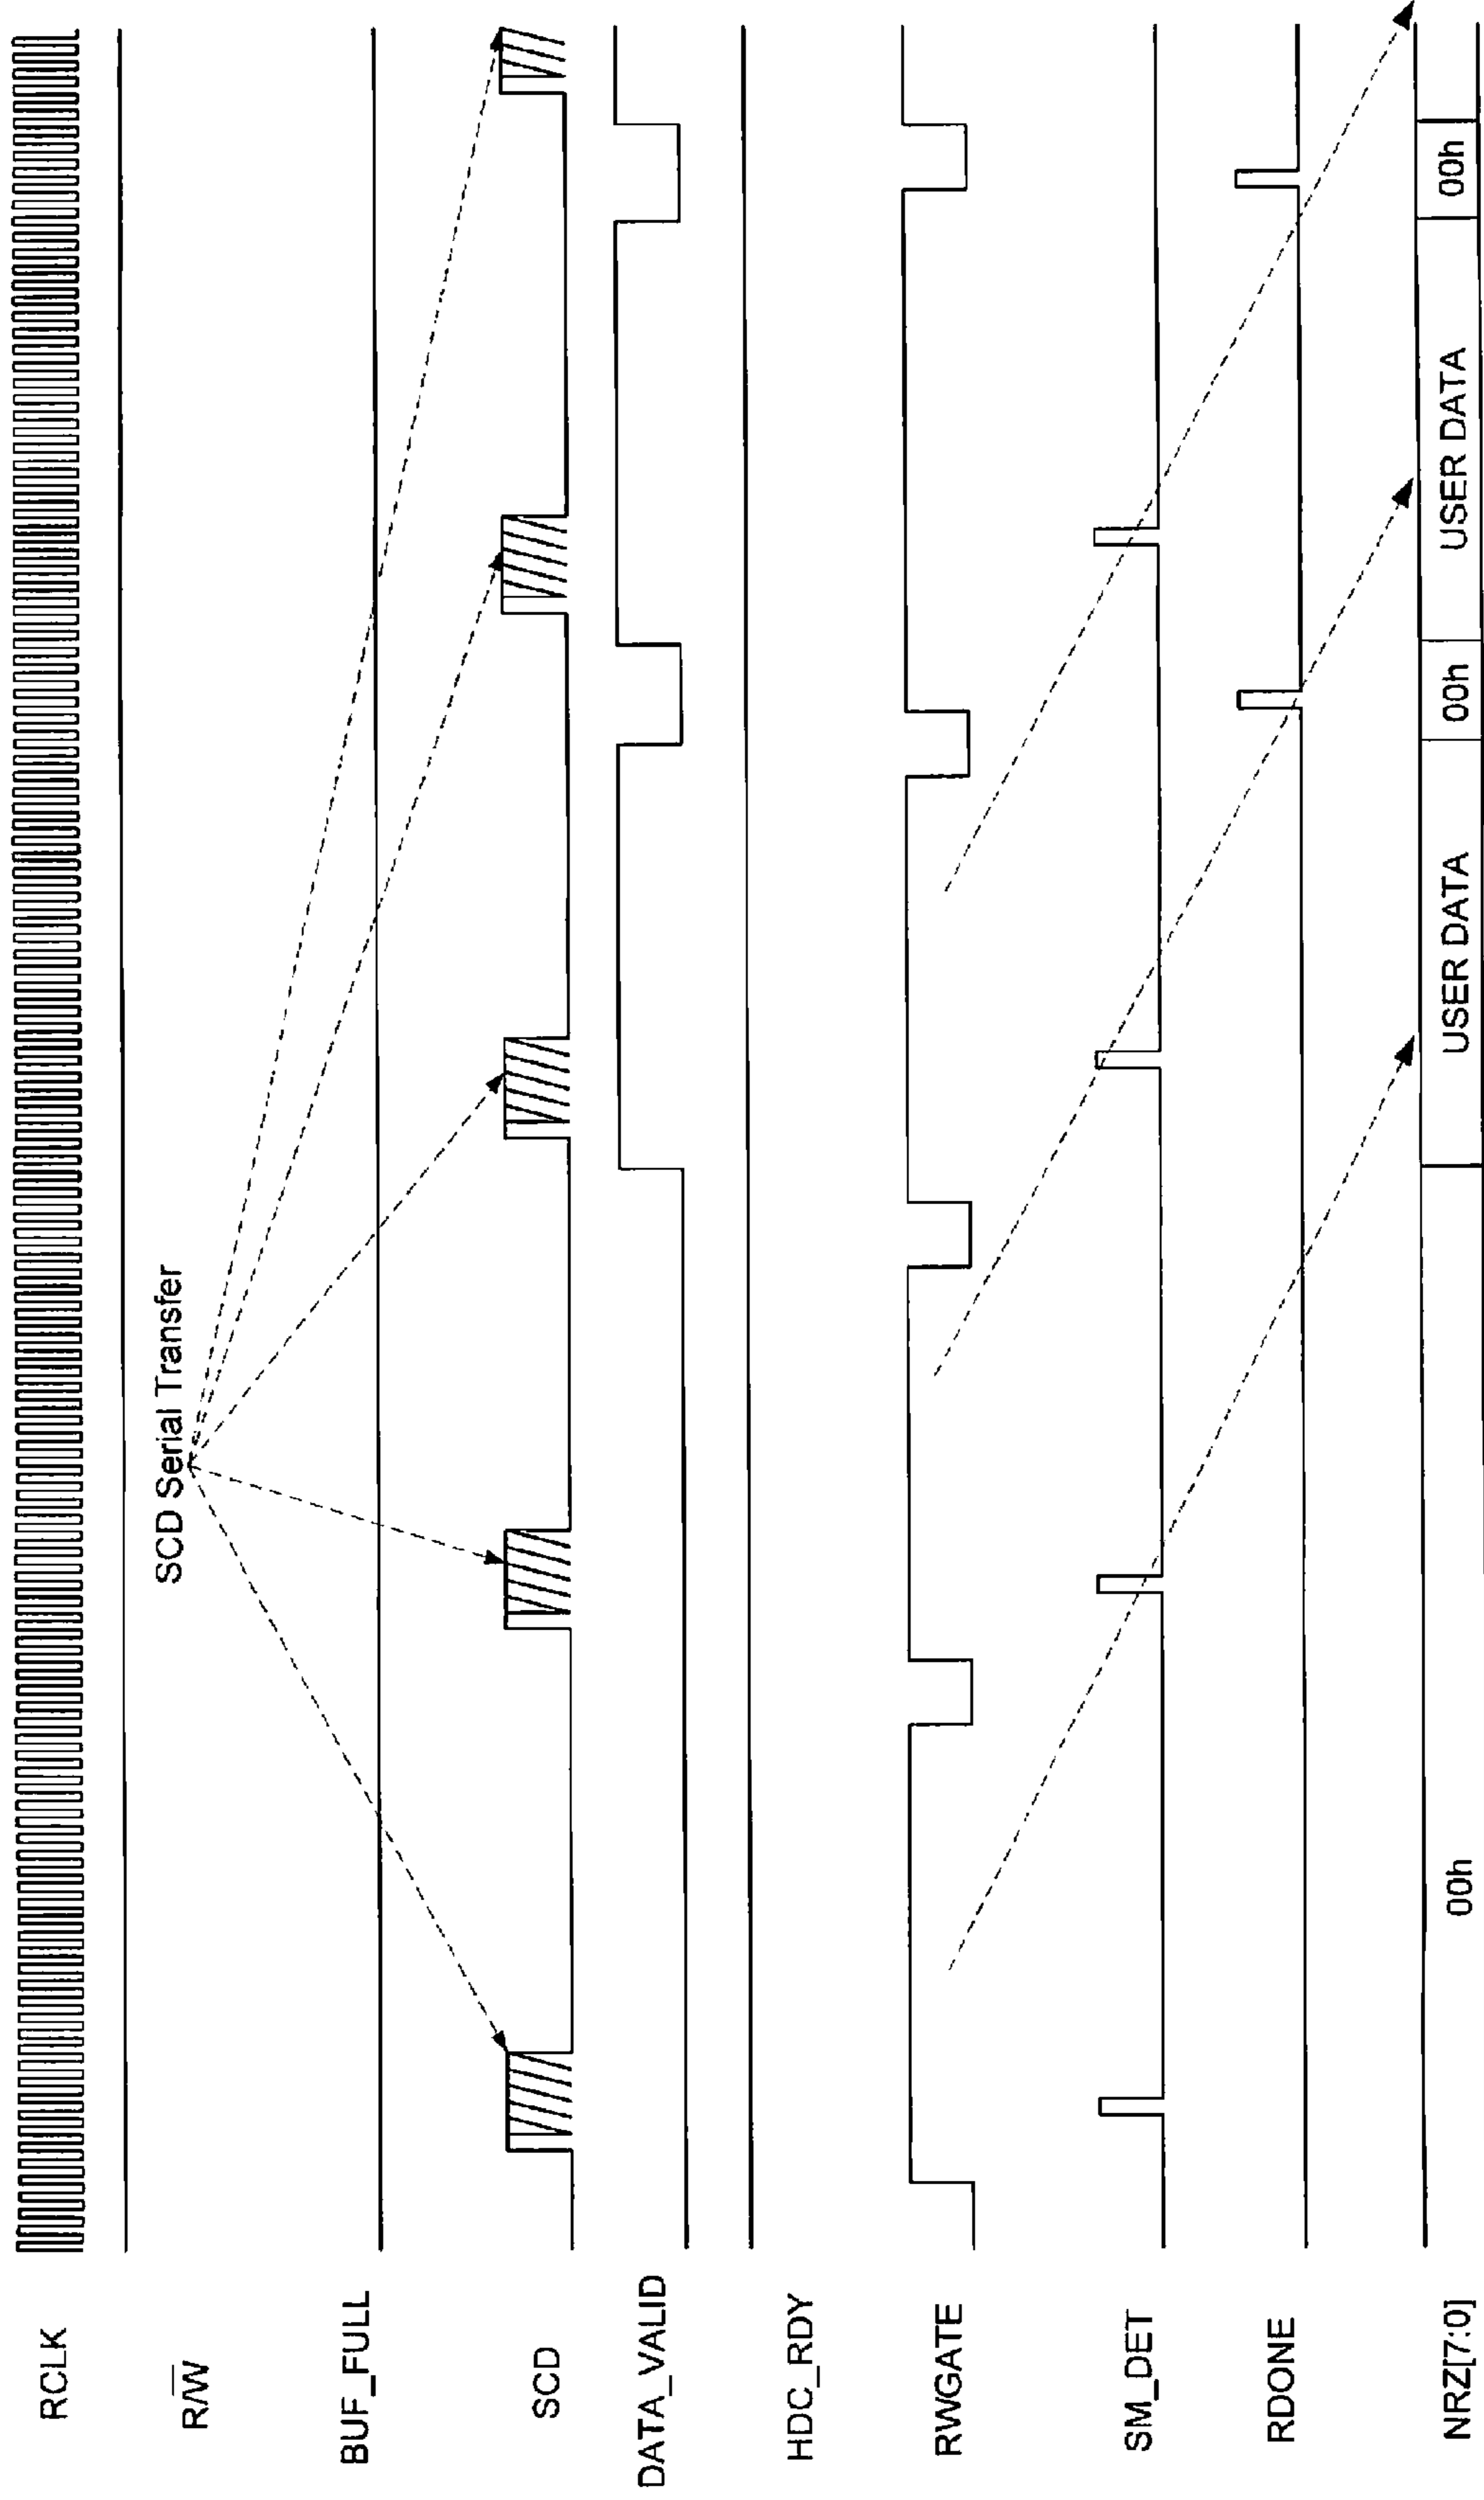 RCLK
R/W
SCD Serial Transfer
BUF_FULL
SCD
DATA_VALID
HDC_RDY
RWGATE
SM_DET
RDONE
NRZ[7:0]
00h
USER DATA
00h
USER DATA
00h